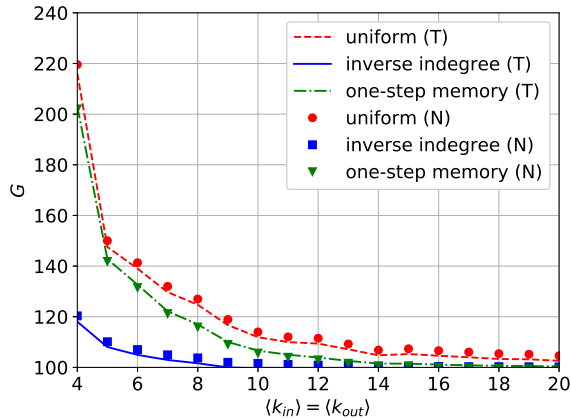 220
200
180
160
140
120
100
G
4
6
8
10
12
14
16
18
20
⟨k_in⟩ = ⟨k_out⟩
uniform (T)
inverse indegree (T)
one-step memory (T)
uniform (N)
inverse indegree (N)
one-step memory (N)